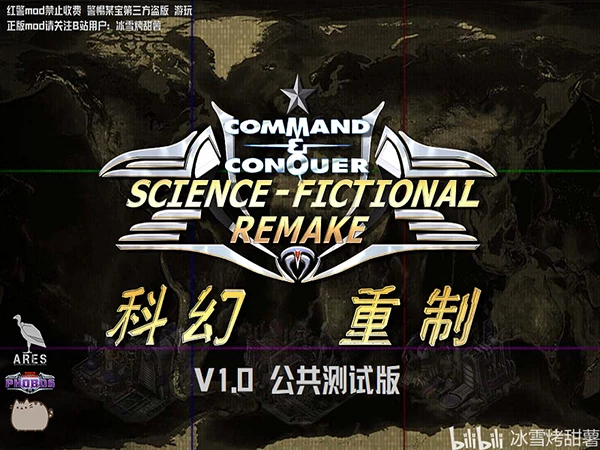 红警mod禁止收费 警惕某宝第三方盗版 游玩
正版mod请关注B站用户：冰雪烤甜薯
COMMAND
&
CONQUER
SCIENCE-FICTIONAL
REMAKE
科幻 重制
V1.0 公共测试版
ARES
PHOBOS
bilibili 冰雪烤甜薯